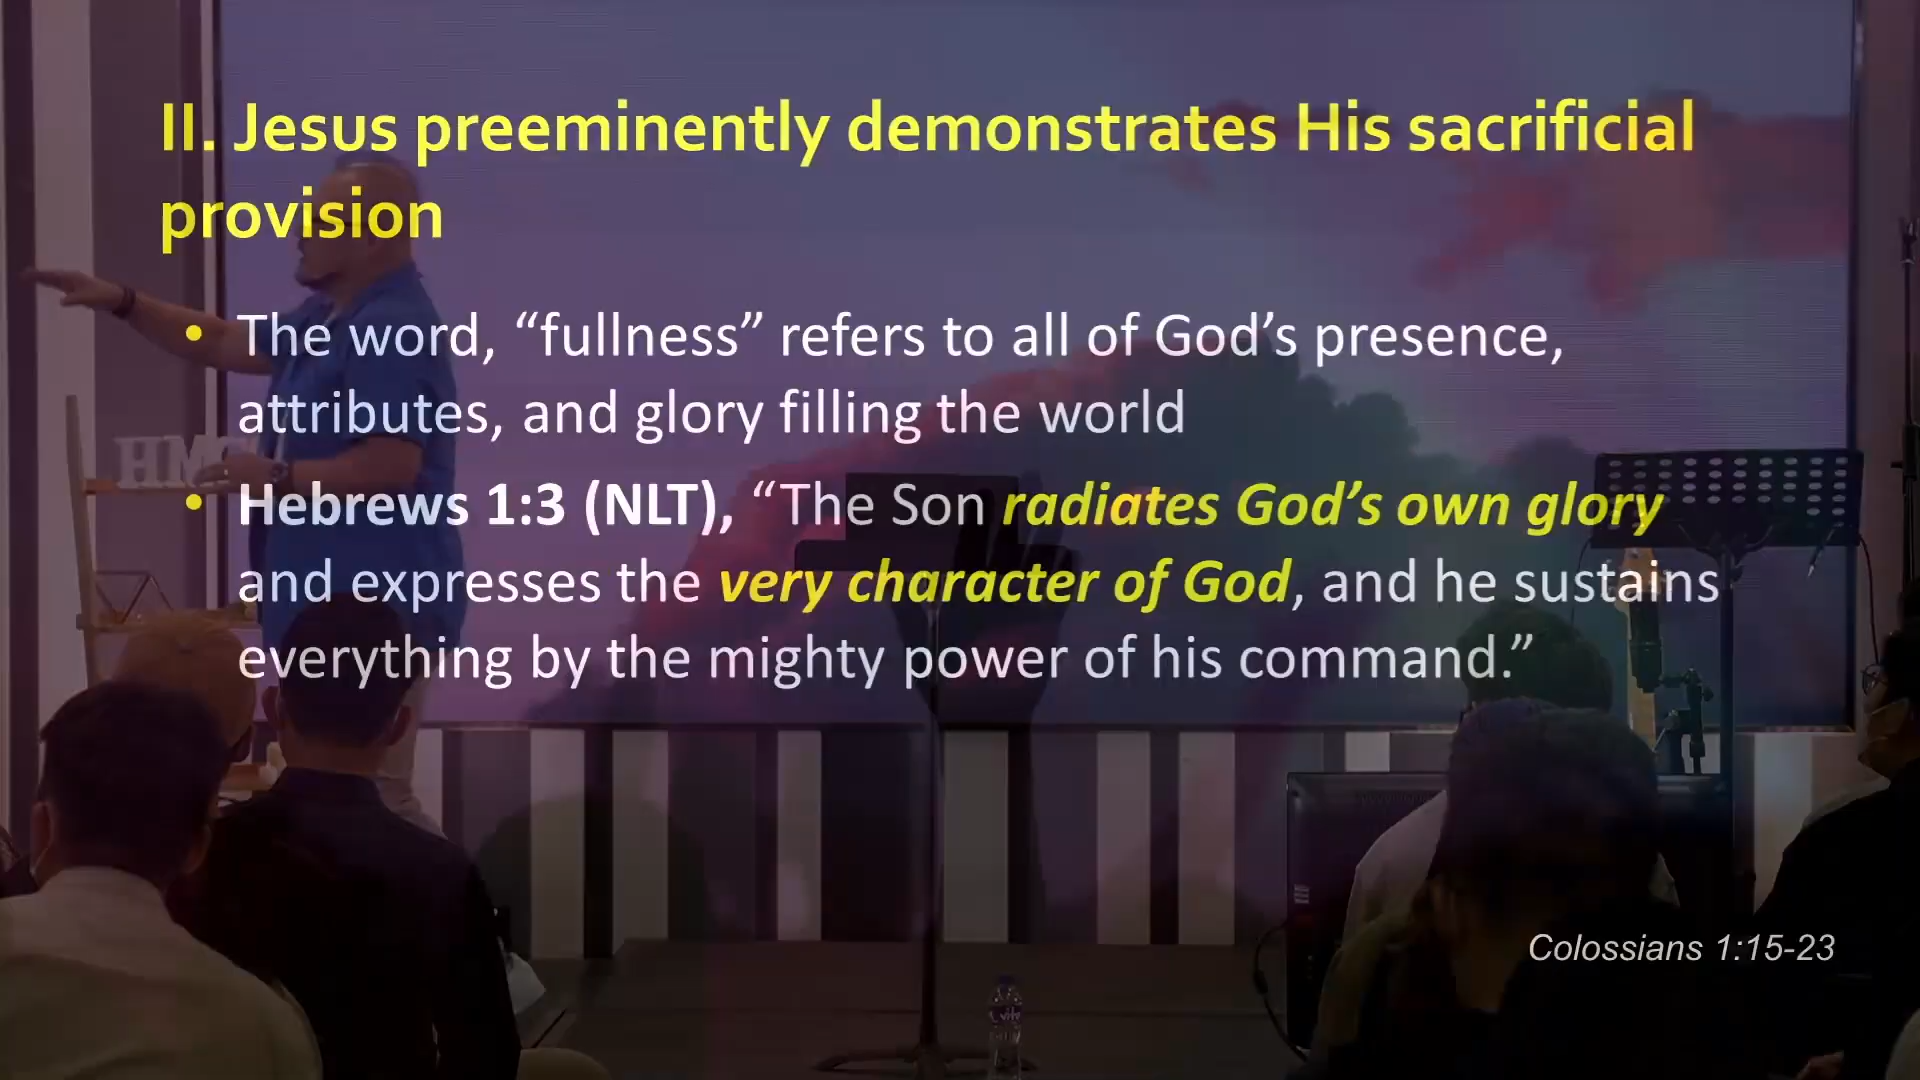 II. Jesus preeminently demonstrates His sacrificial
provision
• The word, “fullness” refers to all of God’s presence,
attributes, and glory filling the world
• Hebrews 1:3 (NLT), “The Son radiates God’s own glory
and expresses the very character of God, and he sustains
everything by the mighty power of his command.”
HMC
Colossians 1:15-23